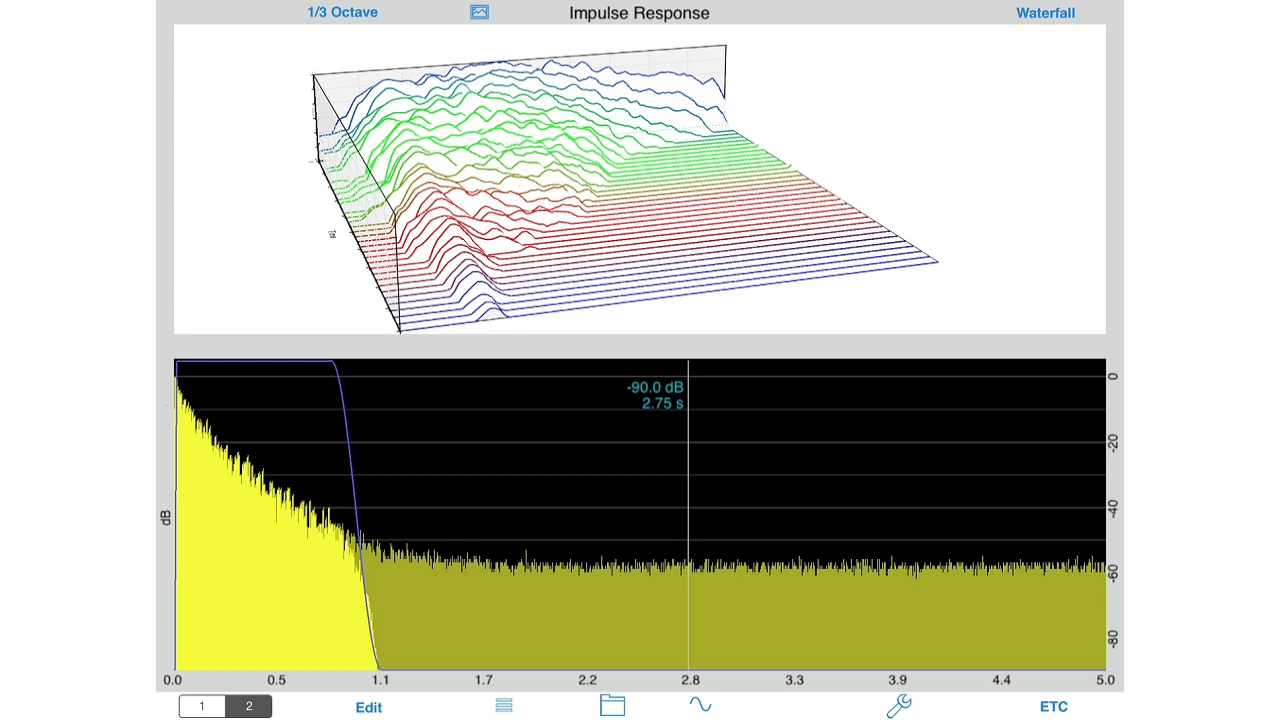 1/3 Octave Impulse Response Waterfall
-90.0 dB
2.75 s
dB
0
-20
-40
-60
-80
0.0 0.5 1.1 1.7 2.2 2.8 3.3 3.9 4.4 5.0
1 2 Edit ETC